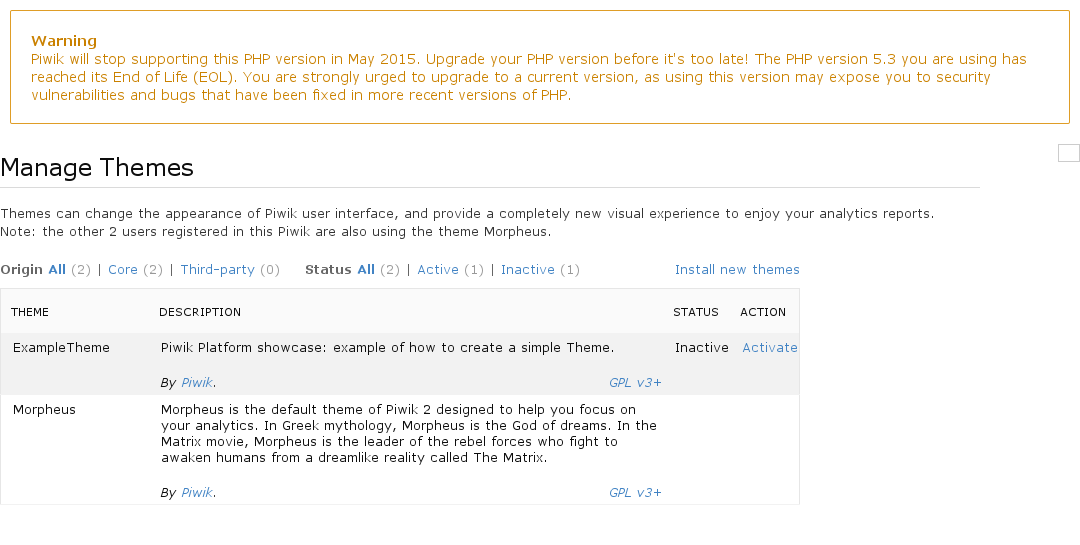 Warning
Piwik will stop supporting this PHP version in May 2015. Upgrade your PHP version before it's too late! The PHP version 5.3 you are using has
reached its End of Life (EOL). You are strongly urged to upgrade to a current version, as using this version may expose you to security
vulnerabilities and bugs that have been fixed in more recent versions of PHP.
Manage Themes
Themes can change the appearance of Piwik user interface, and provide a completely new visual experience to enjoy your analytics reports.
Note: the other 2 users registered in this Piwik are also using the theme Morpheus.
Origin All (2) | Core (2) | Third-party (0) Status All (2) | Active (1) | Inactive (1) Install new themes
THEME DESCRIPTION STATUS ACTION
ExampleTheme Piwik Platform showcase: example of how to create a simple Theme. Inactive Activate
By Piwik. GPL v3+
Morpheus Morpheus is the default theme of Piwik 2 designed to help you focus on
your analytics. In Greek mythology, Morpheus is the God of dreams. In the
Matrix movie, Morpheus is the leader of the rebel forces who fight to
awaken humans from a dreamlike reality called The Matrix.
By Piwik. GPL v3+